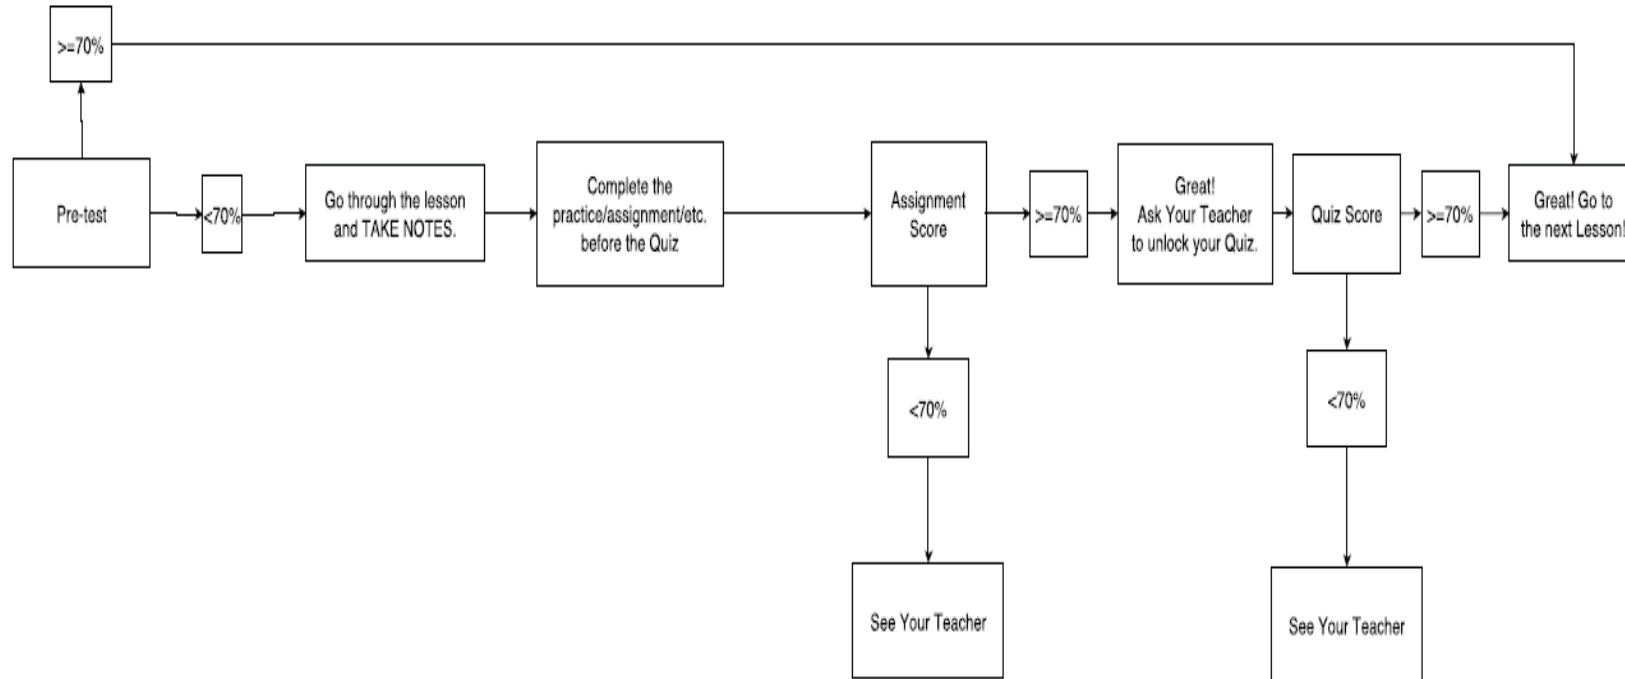 >=70%
Pre-test
<70%
Go through the lesson
and TAKE NOTES.
Complete the
practice/assignment/etc.
before the Quiz
Assignment
Score
>=70%
Great!
Ask Your Teacher
to unlock your Quiz.
Quiz Score
>=70%
Great! Go to
the next Lesson!
<70%
<70%
See Your Teacher
See Your Teacher